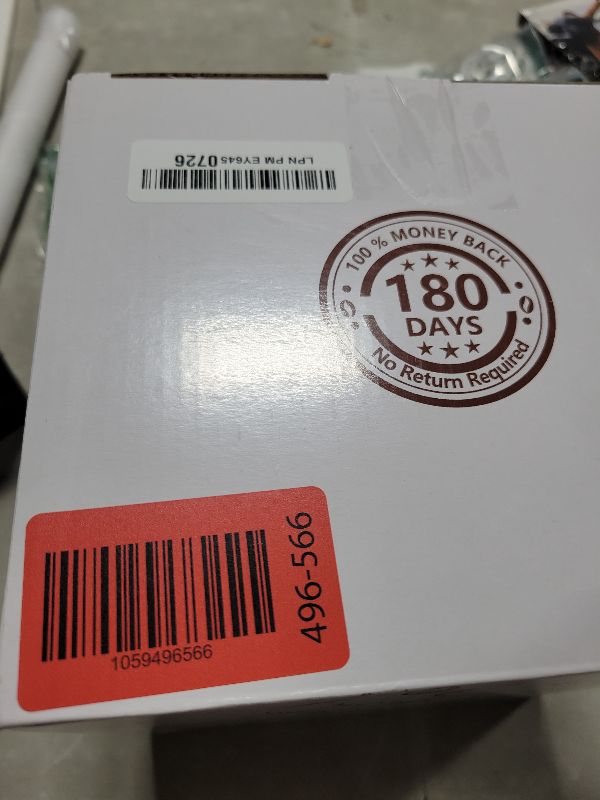 LPN PM EY645 0726
100 % MONEY BACK
180
DAYS
No Return Required
496-566
1059496566